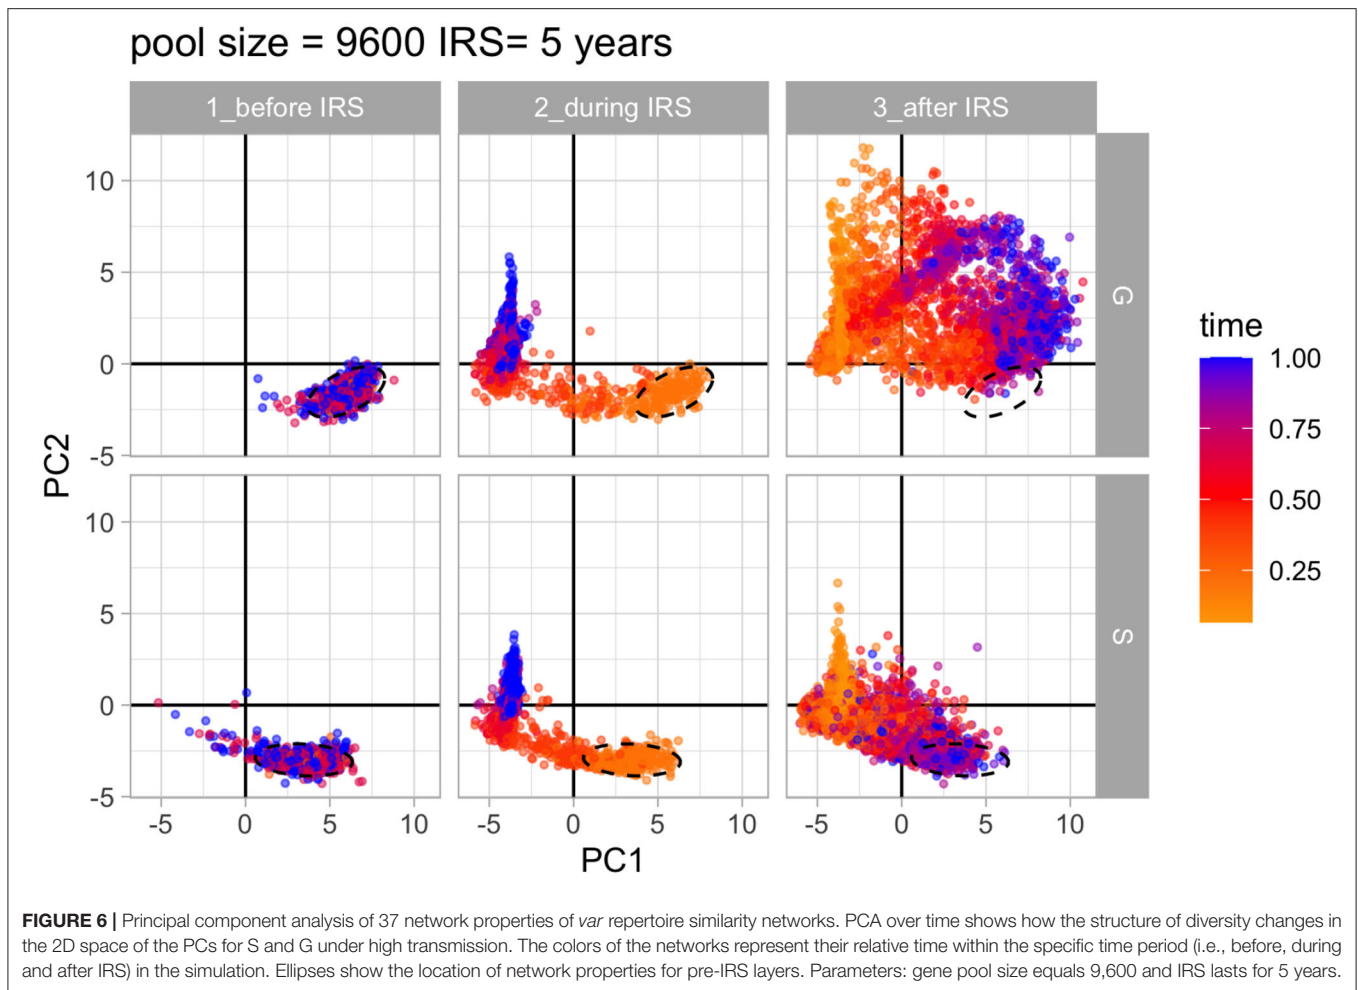 pool size = 9600 IRS= 5 years
1_before IRS
2_during IRS
3_after IRS
10
5
0
-5
G
10
5
0
-5
S
PC2
-5
0
5
10
-5
0
5
10
-5
0
5
10
PC1
time
1.00
0.75
0.50
0.25
FIGURE 6 | Principal component analysis of 37 network properties of var repertoire similarity networks. PCA over time shows how the structure of diversity changes in
the 2D space of the PCs for S and G under high transmission. The colors of the networks represent their relative time within the specific time period (i.e., before, during
and after IRS) in the simulation. Ellipses show the location of network properties for pre-IRS layers. Parameters: gene pool size equals 9,600 and IRS lasts for 5 years.